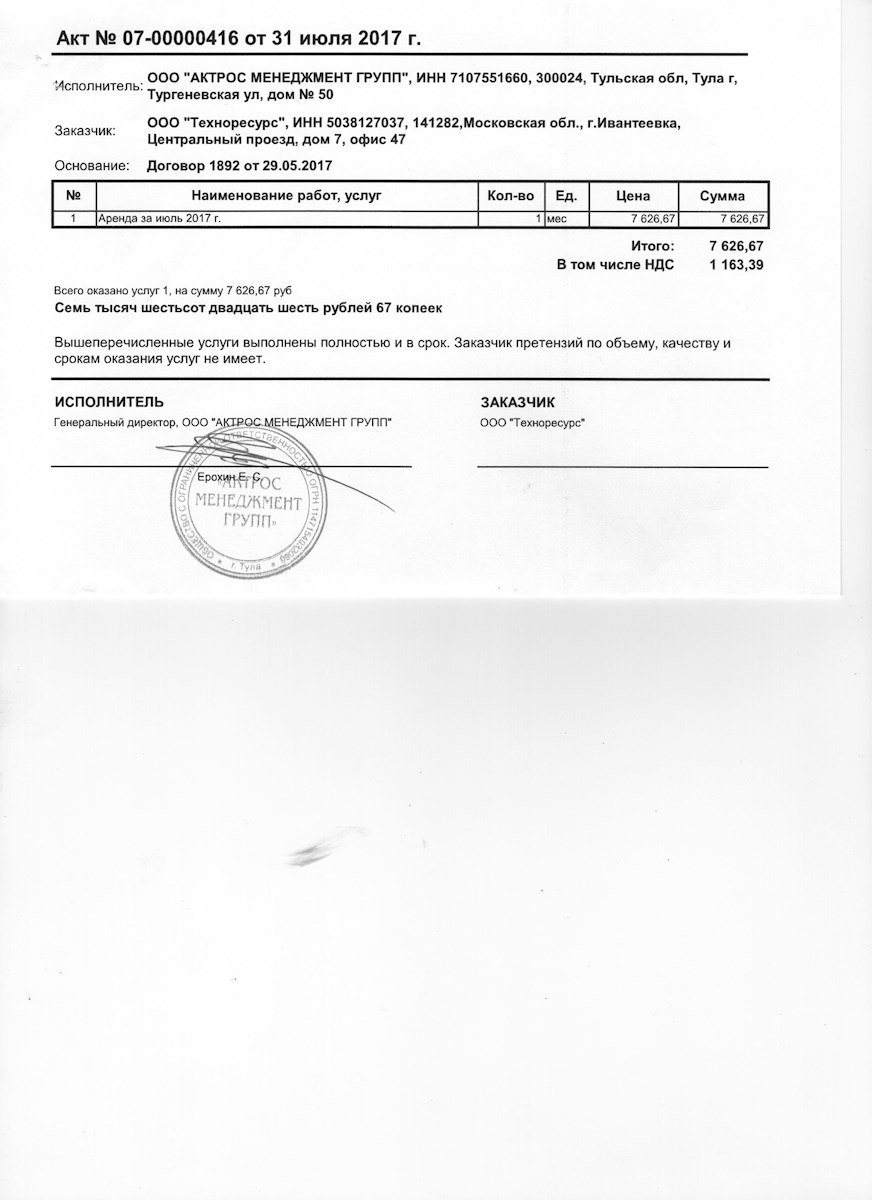 Акт № 07-00000416 от 31 июля 2017 г.
Исполнитель: ООО "АКТРОС МЕНЕДЖМЕНТ ГРУПП", ИНН 7107551660, 300024, Тульская обл, Тула г,
Тургеневская ул, дом № 50
Заказчик: ООО "Техноресурс", ИНН 5038127037, 141282,Московская обл., г.Ивантеевка,
Центральный проезд, дом 7, офис 47
Основание: Договор 1892 от 29.05.2017
№ Наименование работ, услуг Кол-во Ед. Цена Сумма
1 Аренда за июль 2017 г. 1 мес 7 626,67 7 626,67
Итого: 7 626,67
В том числе НДС 1 163,39
Всего оказано услуг 1, на сумму 7 626,67 руб
Семь тысяч шестьсот двадцать шесть рублей 67 копеек
Вышеперечисленные услуги выполнены полностью и в срок. Заказчик претензий по объему, качеству и
срокам оказания услуг не имеет.
ИСПОЛНИТЕЛЬ ЗАКАЗЧИК
Генеральный директор, ООО "АКТРОС МЕНЕДЖМЕНТ ГРУПП" ООО "Техноресурс"
Ерохин Е. С.
ОБЩЕСТВО С ОГРАНИЧЕННОЙ ОТВЕТСТВЕННОСТЬЮ ОГРН
"АКТРОС
МЕНЕДЖМЕНТ
ГРУПП"
г. Тула